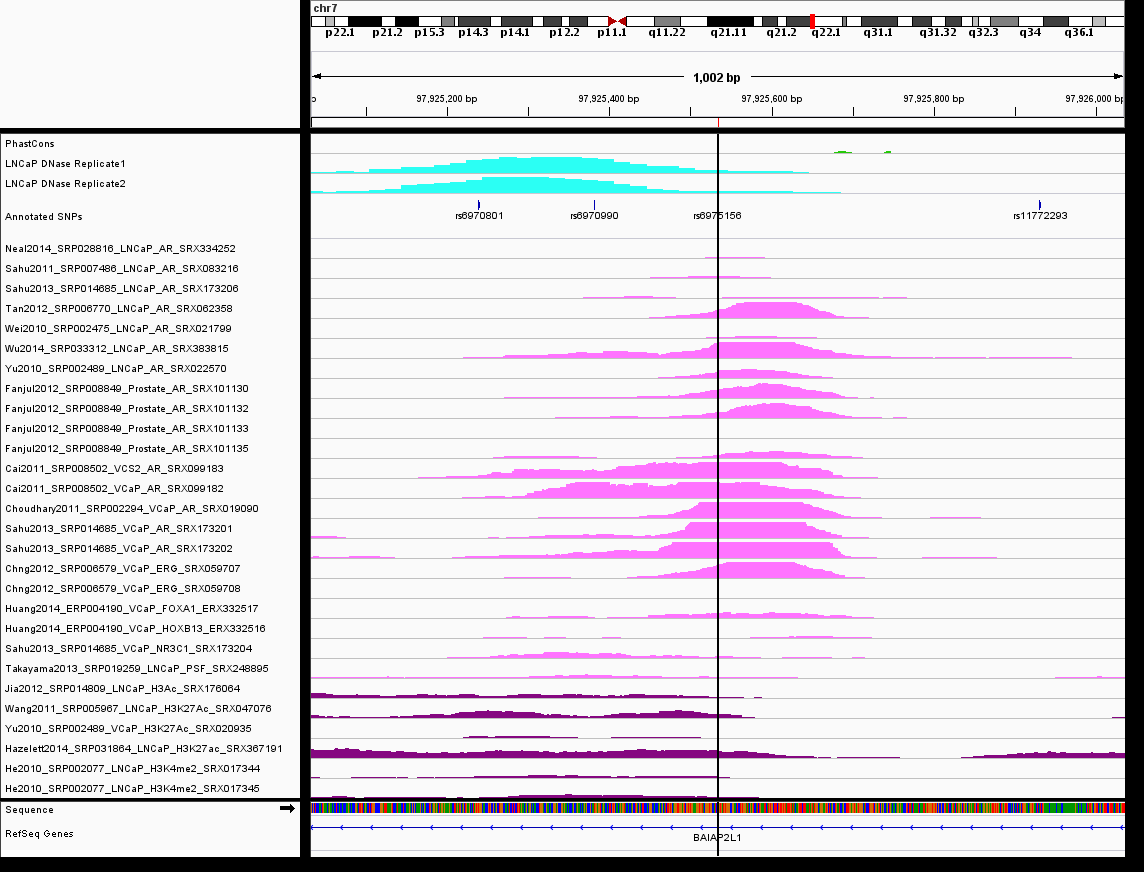 chr7
p22.1 p21.2 p15.3 p14.3 p14.1 p12.2 p11.1 q11.22 q21.11 q21.2 q22.1 q31.1 q31.32 q32.3 q34 q36.1
1,002 bp
97,925,200 bp 97,925,400 bp 97,925,600 bp 97,925,800 bp 97,926,000 bp
PhastCons
LNCaP DNase Replicate1
LNCaP DNase Replicate2
Annotated SNPs rs6970801 rs6970990 rs6975156 rs11772293
Neal2014_SRP028816_LNCaP_AR_SRX334252
Sahu2011_SRP007486_LNCaP_AR_SRX083216
Sahu2013_SRP014685_LNCaP_AR_SRX173206
Tan2012_SRP006770_LNCaP_AR_SRX062358
Wei2010_SRP002475_LNCaP_AR_SRX021799
Wu2014_SRP033312_LNCaP_AR_SRX383815
Yu2010_SRP002489_LNCaP_AR_SRX022570
Fanjul2012_SRP008849_Prostate_AR_SRX101130
Fanjul2012_SRP008849_Prostate_AR_SRX101132
Fanjul2012_SRP008849_Prostate_AR_SRX101133
Fanjul2012_SRP008849_Prostate_AR_SRX101135
Cai2011_SRP008502_VCS2_AR_SRX099183
Cai2011_SRP008502_VCaP_AR_SRX099182
Choudhary2011_SRP002294_VCaP_AR_SRX019090
Sahu2013_SRP014685_VCaP_AR_SRX173201
Sahu2013_SRP014685_VCaP_AR_SRX173202
Chng2012_SRP006579_VCaP_ERG_SRX059707
Chng2012_SRP006579_VCaP_ERG_SRX059708
Huang2014_ERP004190_VCaP_FOXA1_ERX332517
Huang2014_ERP004190_VCaP_HOXB13_ERX332516
Sahu2013_SRP014685_VCaP_NR3C1_SRX173204
Takayama2013_SRP019259_LNCaP_PSF_SRX248895
Jia2012_SRP014809_LNCaP_H3Ac_SRX176064
Wang2011_SRP005967_LNCaP_H3K27Ac_SRX047076
Yu2010_SRP002489_VCaP_H3K27Ac_SRX020935
Hazelett2014_SRP031864_LNCaP_H3K27ac_SRX367191
He2010_SRP002077_LNCaP_H3K4me2_SRX017344
He2010_SRP002077_LNCaP_H3K4me2_SRX017345
Sequence
RefSeq Genes
BAIAP2L1